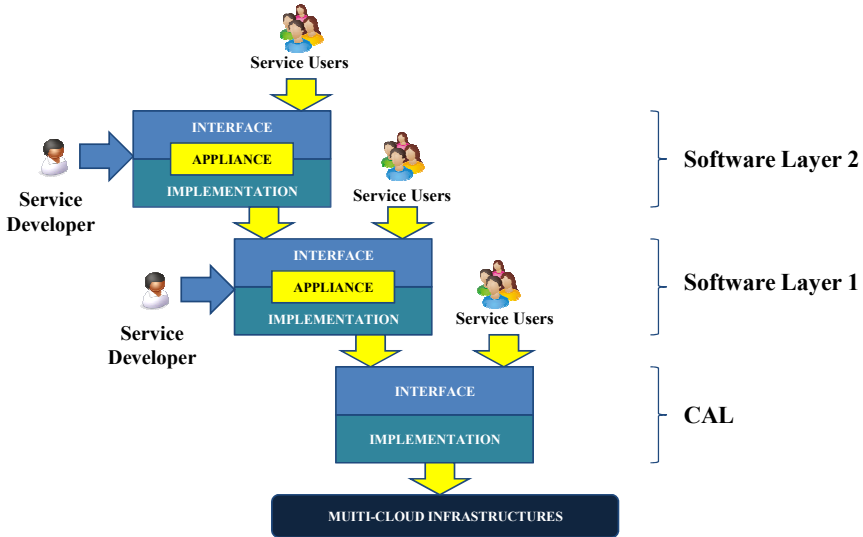 Service Users
INTERFACE
APPLIANCE
IMPLEMENTATION
Service
Developer
Software Layer 2
Service Users
INTERFACE
APPLIANCE
IMPLEMENTATION
Service
Developer
Software Layer 1
Service Users
INTERFACE
IMPLEMENTATION
CAL
MUITI-CLOUD INFRASTRUCTURES